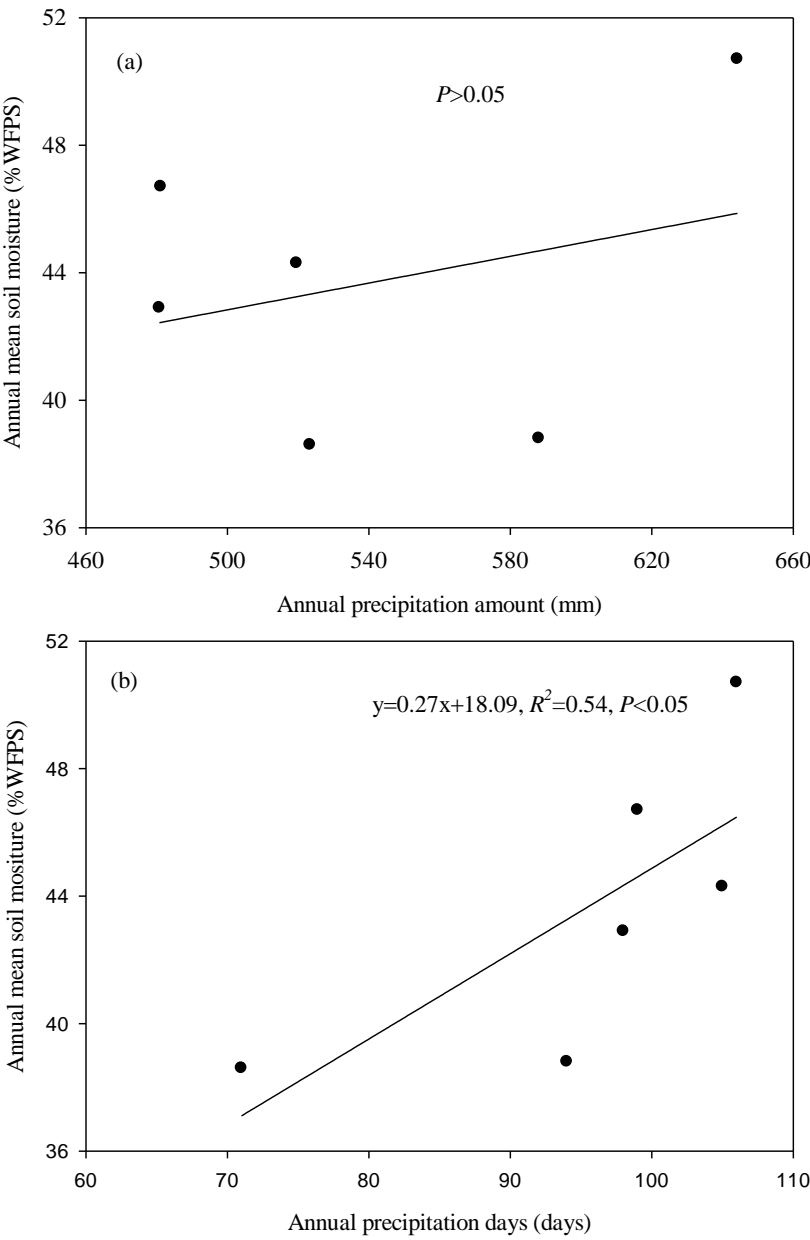 52
(a)
P>0.05
48
44
40
36
Annual mean soil moisture (%WFPS)
460 500 540 580 620 660
Annual precipitation amount (mm)
52
(b)
y=0.27x+18.09, R²=0.54, P<0.05
48
44
40
36
Annual mean soil mositure (%WFPS)
60 70 80 90 100 110
Annual precipitation days (days)